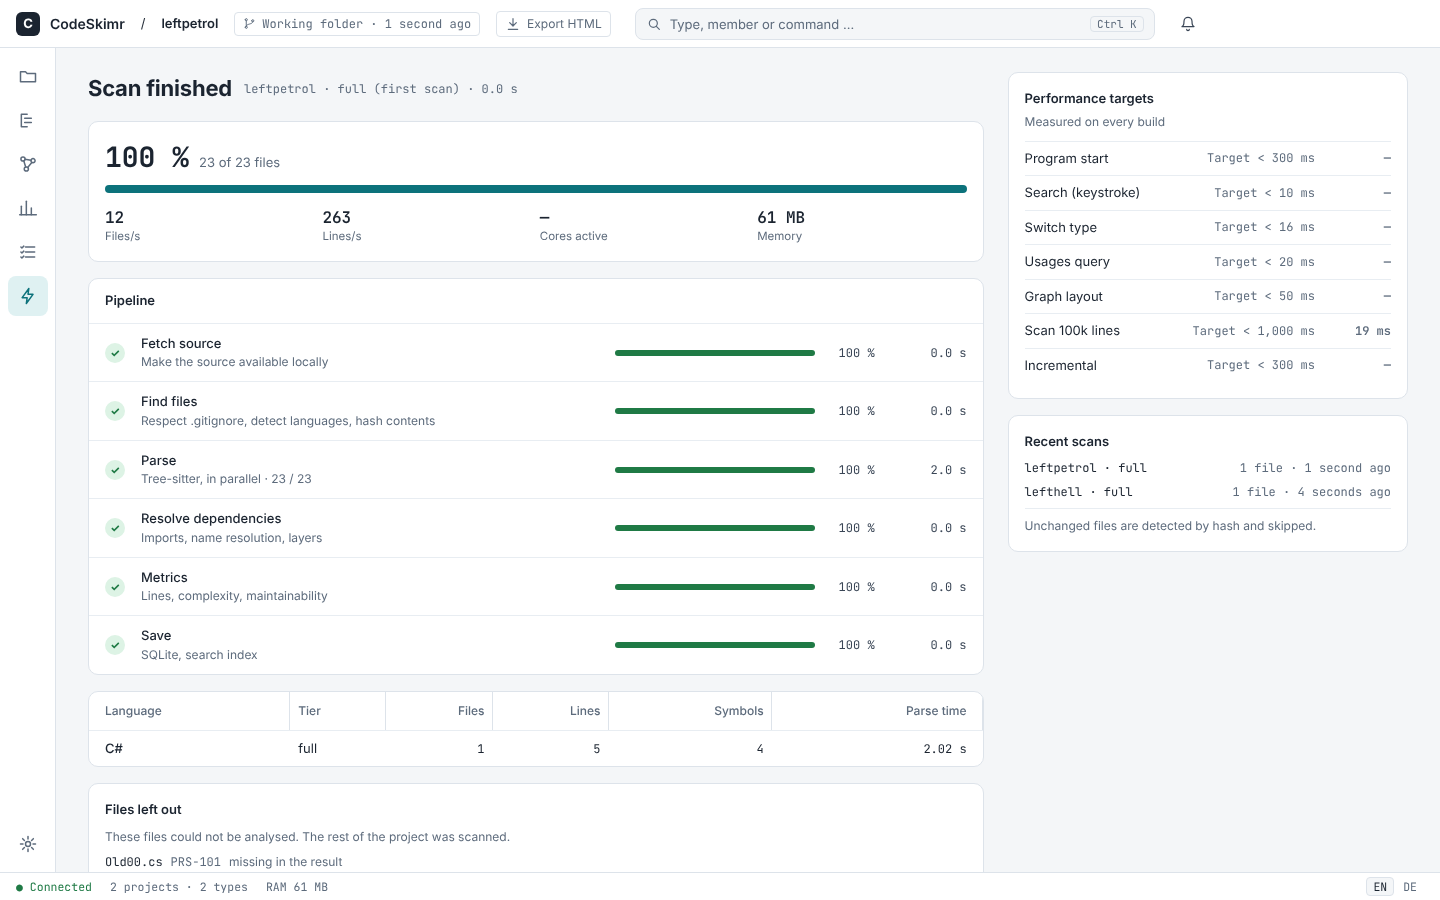 C CodeSkimr / leftpetrol Working folder · 1 second ago Export HTML Type, member or command ... Ctrl K
Scan finished leftpetrol · full (first scan) · 0.0 s
100 % 23 of 23 files
12 263 — 61 MB
Files/s Lines/s Cores active Memory
Pipeline
Fetch source
Make the source available locally
100 % 0.0 s
Find files
Respect .gitignore, detect languages, hash contents
100 % 0.0 s
Parse
Tree-sitter, in parallel · 23 / 23
100 % 2.0 s
Resolve dependencies
Imports, name resolution, layers
100 % 0.0 s
Metrics
Lines, complexity, maintainability
100 % 0.0 s
Save
SQLite, search index
100 % 0.0 s
Language Tier Files Lines Symbols Parse time
C# full 1 5 4 2.02 s
Files left out
These files could not be analysed. The rest of the project was scanned.
Old00.cs PRS-101 missing in the result
Performance targets
Measured on every build
Program start Target < 300 ms —
Search (keystroke) Target < 10 ms —
Switch type Target < 16 ms —
Usages query Target < 20 ms —
Graph layout Target < 50 ms —
Scan 100k lines Target < 1,000 ms 19 ms
Incremental Target < 300 ms —
Recent scans
leftpetrol · full 1 file · 1 second ago
lefthell · full 1 file · 4 seconds ago
Unchanged files are detected by hash and skipped.
Connected 2 projects · 2 types RAM 61 MB EN DE